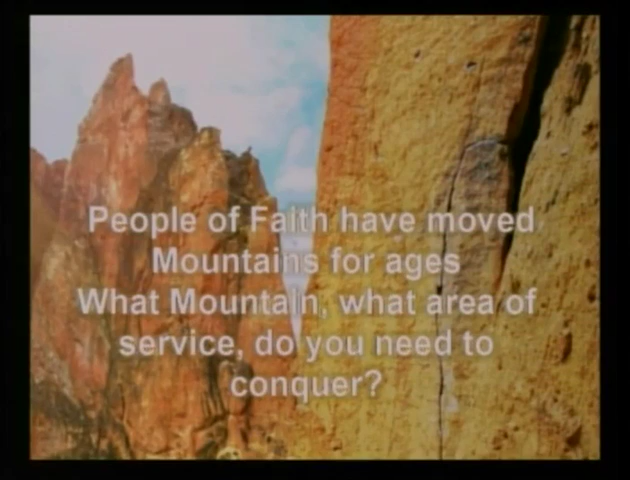 People of Faith have moved
Mountains for ages
What Mountain, what area of
service, do you need to
conquer?